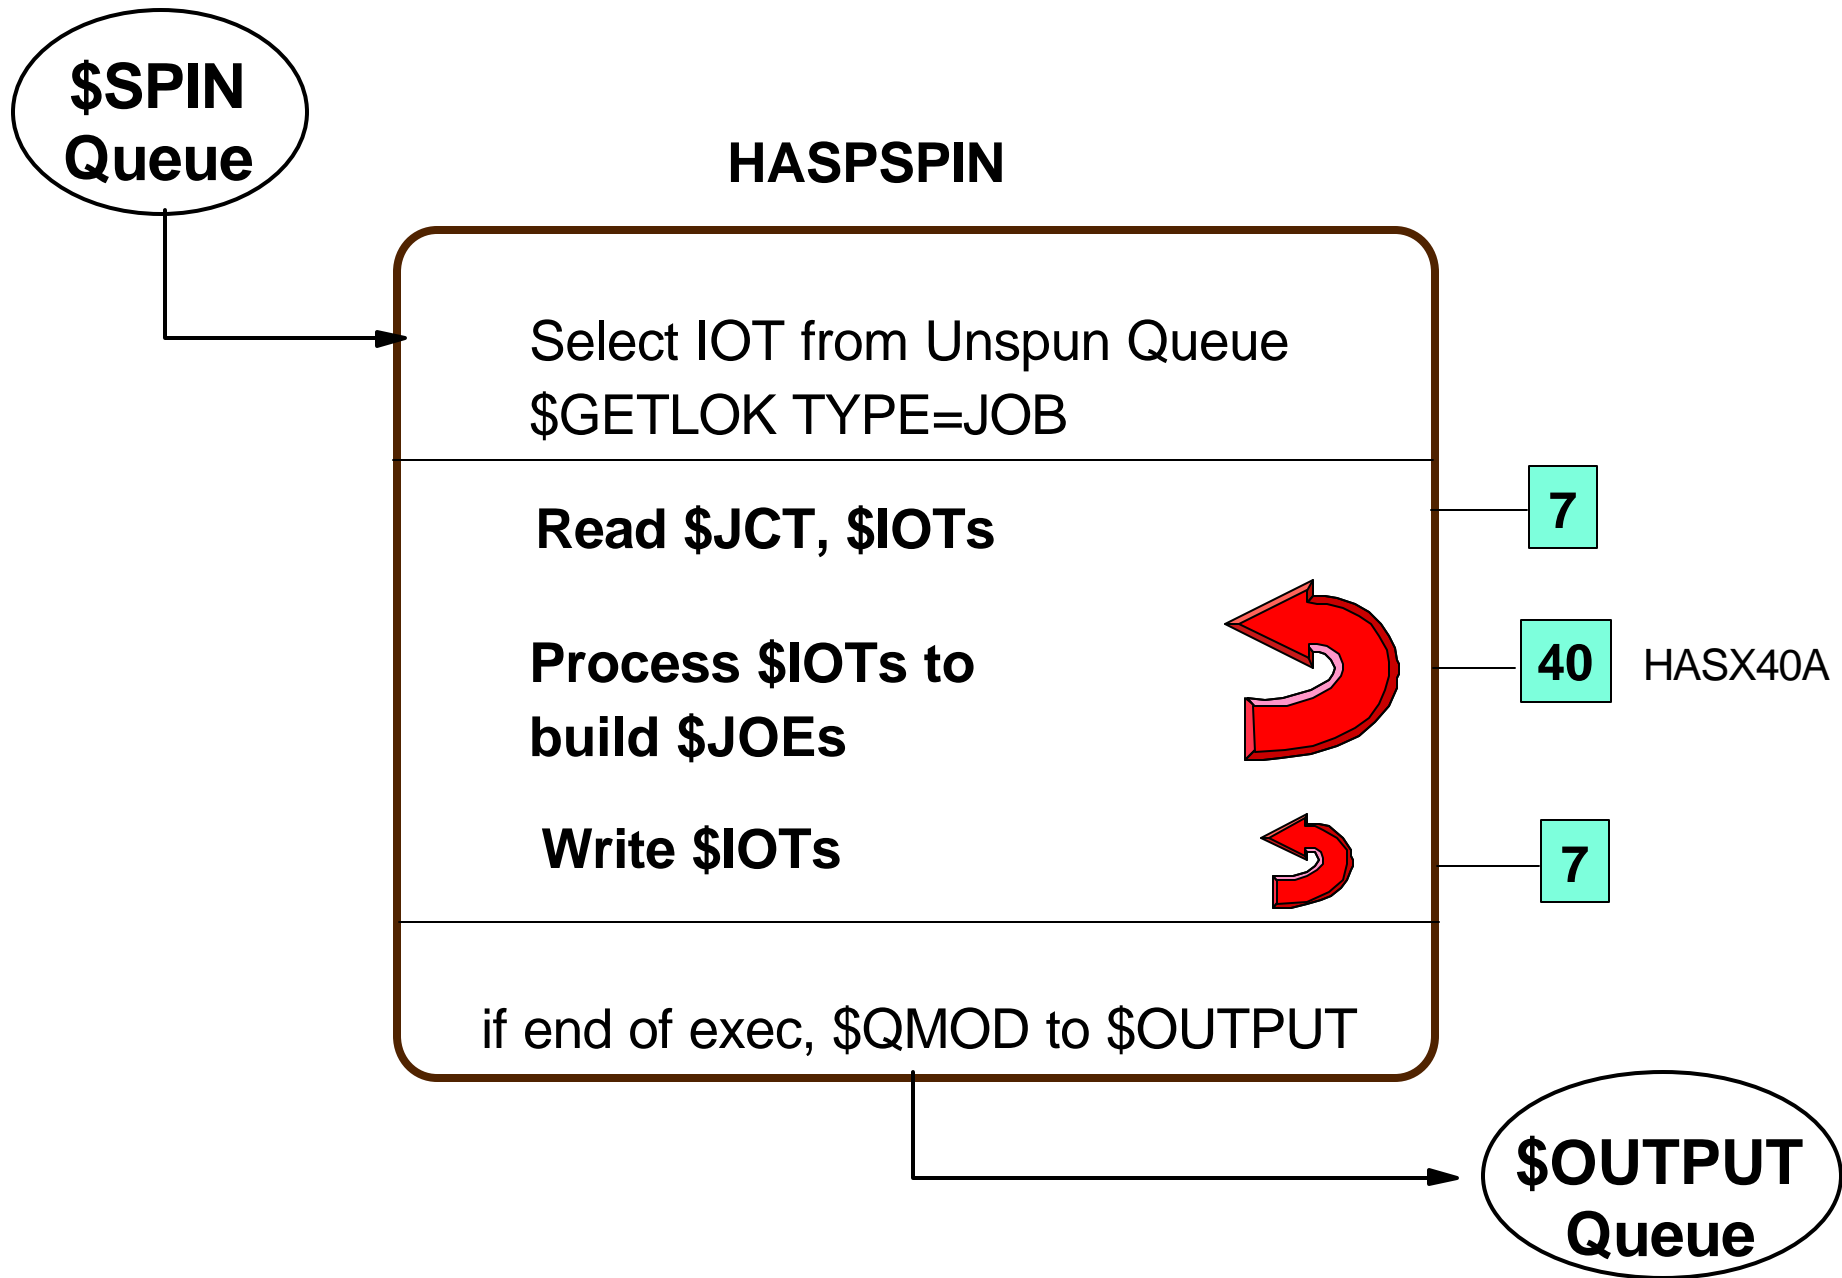 $SPIN
Queue
HASPSPIN
Select IOT from Unspun Queue
$GETLOK TYPE=JOB
Read $JCT, $IOTs
7
Process $IOTs to
build $JOEs
40
HASX40A
Write $IOTs
7
if end of exec, $QMOD to $OUTPUT
$OUTPUT
Queue